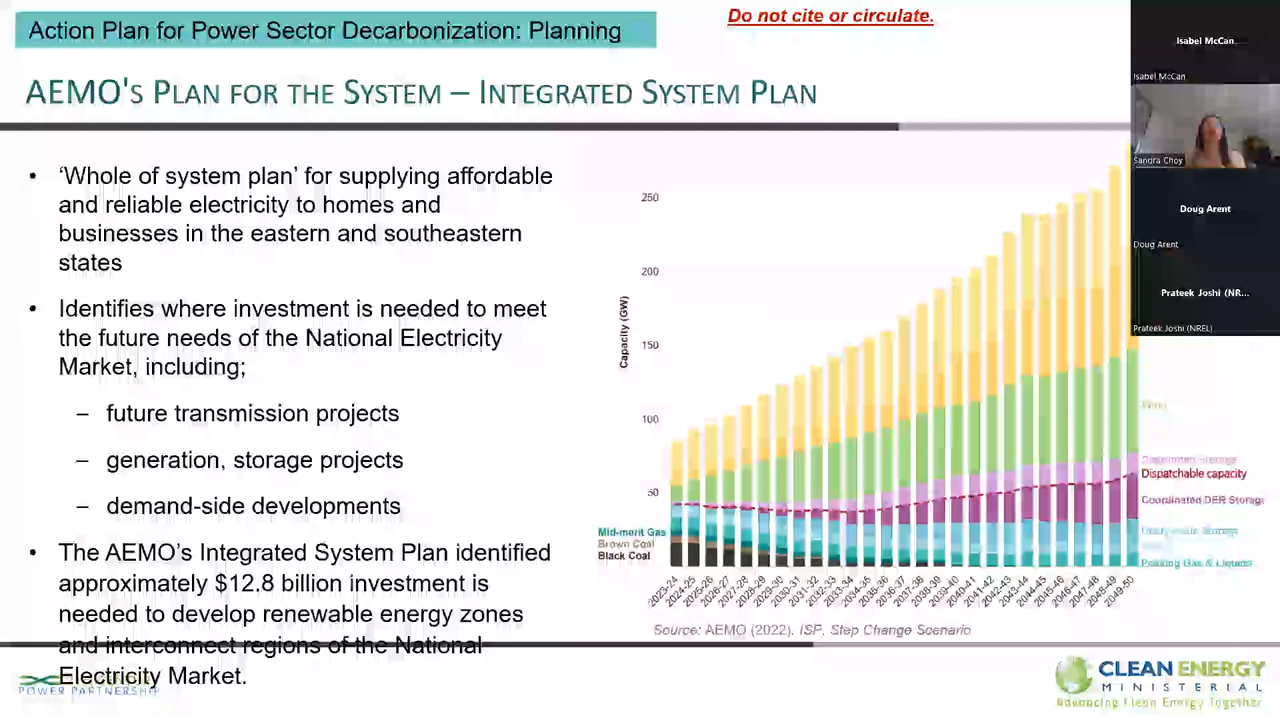 Action Plan for Power Sector Decarbonization: Planning
Do not cite or circulate.
AEMO's Plan for the System – Integrated System Plan
• 'Whole of system plan' for supplying affordable
and reliable electricity to homes and
businesses in the eastern and southeastern
states
• Identifies where investment is needed to meet
the future needs of the National Electricity
Market, including;
– future transmission projects
– generation, storage projects
– demand-side developments
• The AEMO's Integrated System Plan identified
approximately $12.8 billion investment is
needed to develop renewable energy zones
and interconnect regions of the National
Electricity Market.
POWER PARTNERSHIP
Capacity (GW)
250
200
150
100
50
Mid-merit Gas
Brown Coal
Black Coal
2023-24
2024-25
2025-26
2026-27
2027-28
2028-29
2029-30
2030-31
2031-32
2032-33
2033-34
2034-35
2035-36
2036-37
2037-38
2038-39
2039-40
2040-41
2041-42
2042-43
2043-44
2044-45
2045-46
2046-47
2047-48
2048-49
2049-50
Wind
Distributed Storage
Dispatchable capacity
Coordinated DER Storage
Utility-scale Storage
Peaking Gas & Liquids
Source: AEMO (2022). ISP, Step Change Scenario
CLEAN ENERGY
MINISTERIAL
Advancing Clean Energy Together
Isabel McCan...
Isabel McCan
Sandra Choy
Doug Arent
Doug Arent
Prateek Joshi (NR...
Prateek Joshi (NREL)